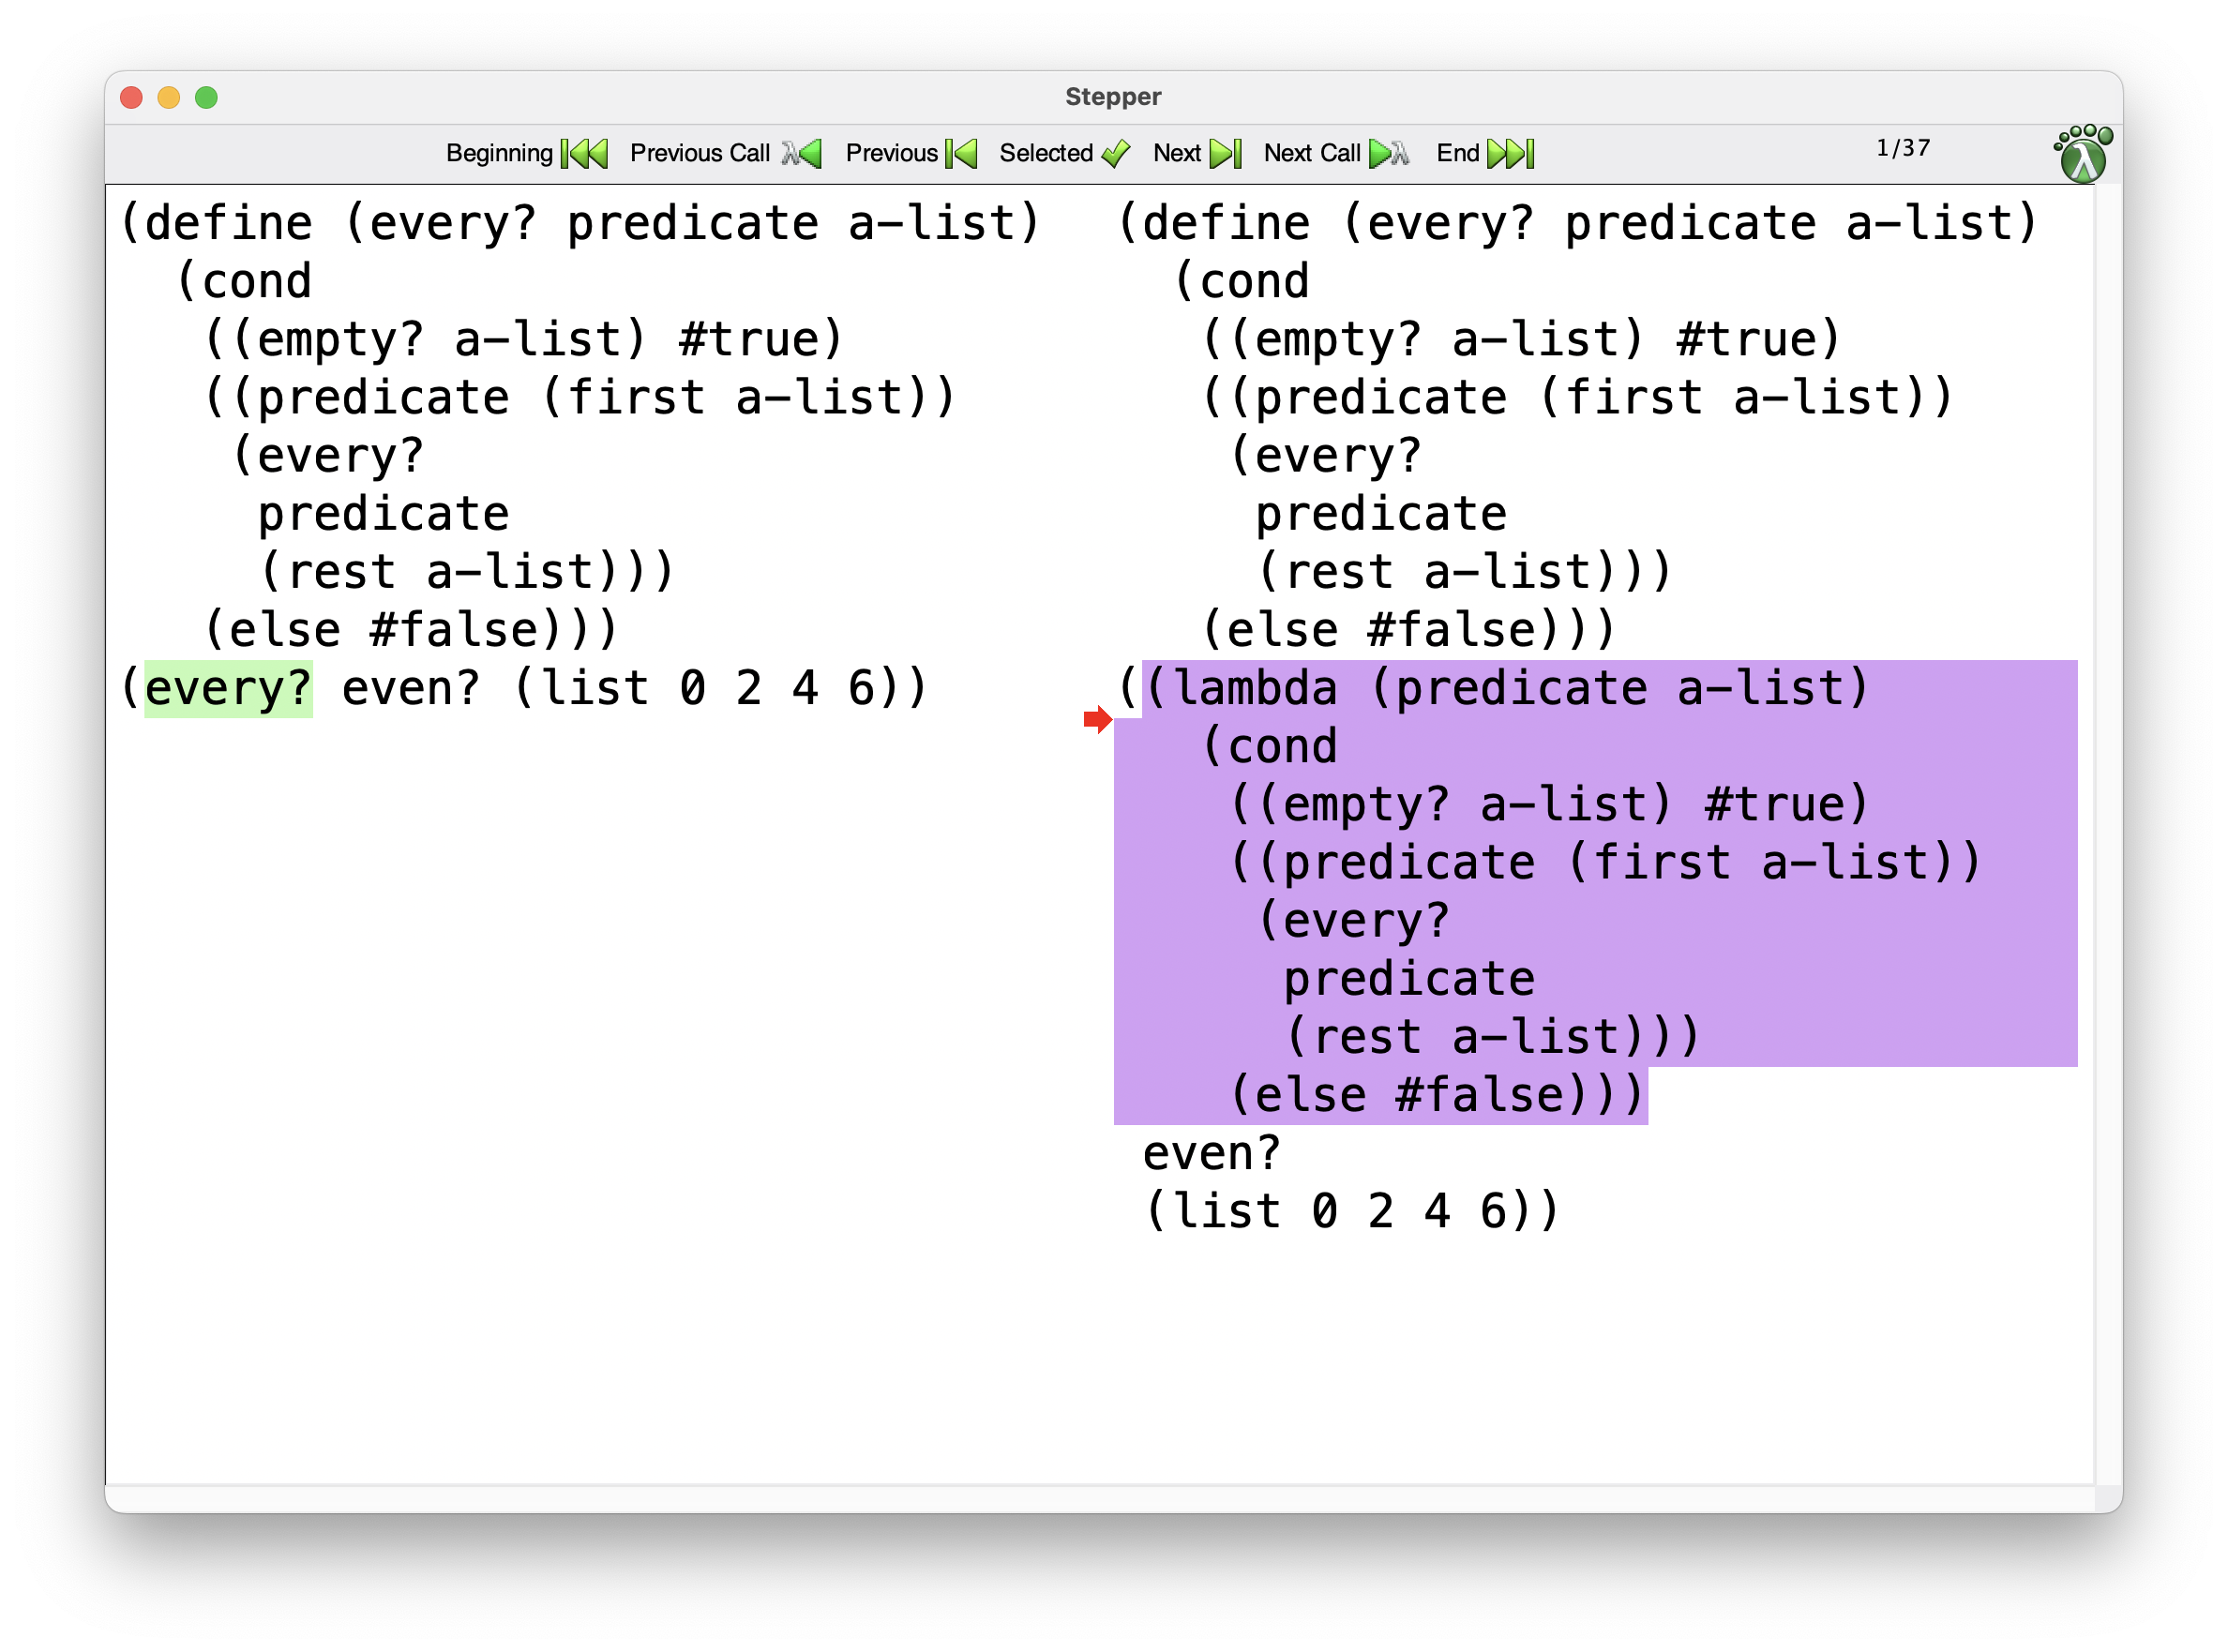 Stepper
Beginning Previous Call Previous Selected Next Next Call End 1/37
(define (every? predicate a-list)
  (cond
   ((empty? a-list) #true)
   ((predicate (first a-list))
    (every?
     predicate
     (rest a-list)))
   (else #false)))
(every? even? (list 0 2 4 6))
(define (every? predicate a-list)
  (cond
   ((empty? a-list) #true)
   ((predicate (first a-list))
    (every?
     predicate
     (rest a-list)))
   (else #false)))
((lambda (predicate a-list)
   (cond
    ((empty? a-list) #true)
    ((predicate (first a-list))
     (every?
      predicate
      (rest a-list)))
    (else #false)))
 even?
 (list 0 2 4 6))